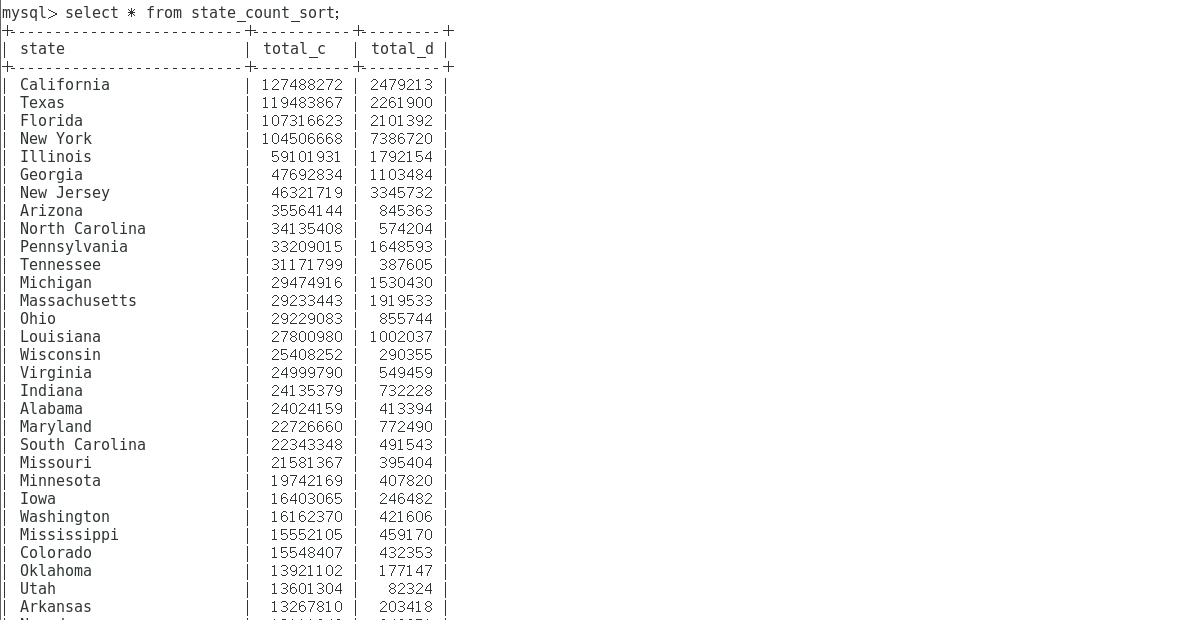 mysql> select * from state_count_sort;
+--------------------------+-----------+---------+
| state                    | total_c   | total_d |
+--------------------------+-----------+---------+
| California               | 127488272 | 2479213 |
| Texas                    | 119483867 | 2261900 |
| Florida                  | 107316623 | 2101392 |
| New York                 | 104506668 | 7386720 |
| Illinois                 |  59101931 | 1792154 |
| Georgia                  |  47692834 | 1103484 |
| New Jersey               |  46321719 | 3345732 |
| Arizona                  |  35564144 |  845363 |
| North Carolina           |  34135408 |  574204 |
| Pennsylvania             |  33209015 | 1648593 |
| Tennessee                |  31171799 |  387605 |
| Michigan                 |  29474916 | 1530430 |
| Massachusetts            |  29233443 | 1919533 |
| Ohio                     |  29229083 |  855744 |
| Louisiana                |  27800980 | 1002037 |
| Wisconsin                |  25408252 |  290355 |
| Virginia                 |  24999790 |  549459 |
| Indiana                  |  24135379 |  732228 |
| Alabama                  |  24024159 |  413394 |
| Maryland                 |  22726660 |  772490 |
| South Carolina           |  22343348 |  491543 |
| Missouri                 |  21581367 |  395404 |
| Minnesota                |  19742169 |  407820 |
| Iowa                     |  16403065 |  246482 |
| Washington               |  16162370 |  421606 |
| Mississippi              |  15552105 |  459170 |
| Colorado                 |  15548407 |  432353 |
| Oklahoma                 |  13921102 |  177147 |
| Utah                     |  13601304 |   82324 |
| Arkansas                 |  13267810 |  203418 |